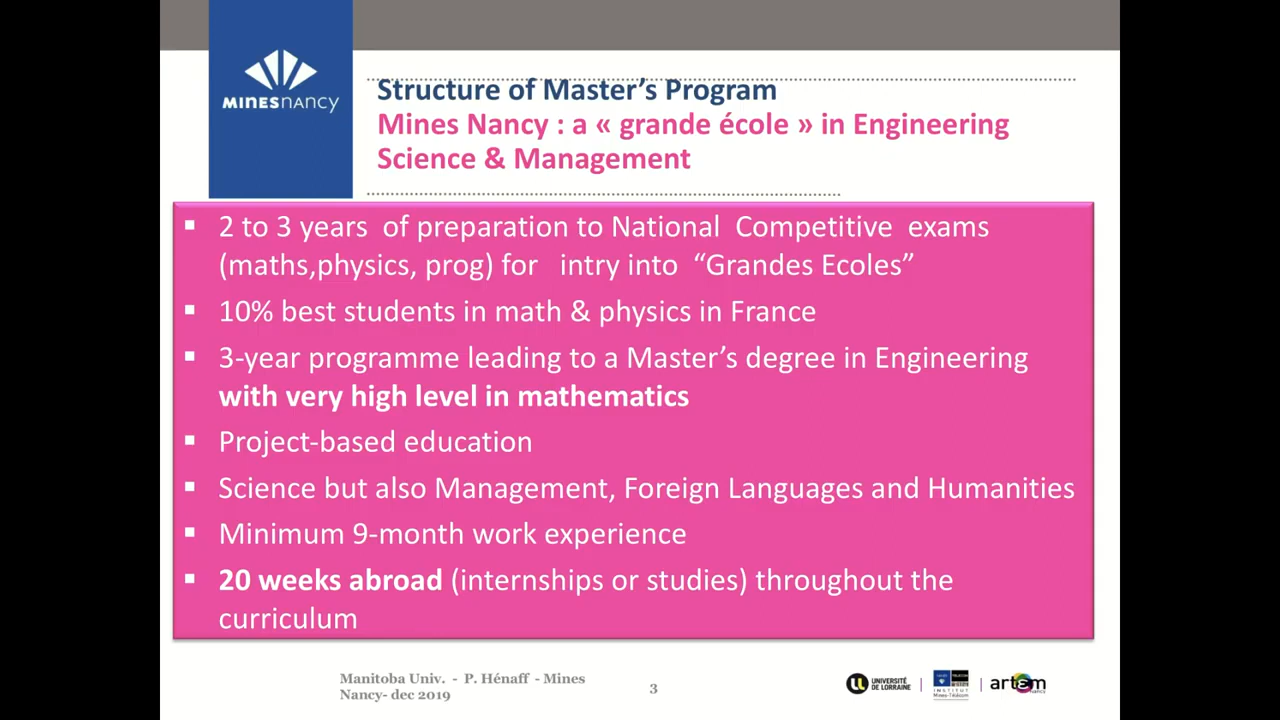 MINESNANCY
Structure of Master's Program
Mines Nancy : a « grande école » in Engineering
Science & Management
▪ 2 to 3 years of preparation to National Competitive exams
(maths,physics, prog) for intry into “Grandes Ecoles”
▪ 10% best students in math & physics in France
▪ 3-year programme leading to a Master’s degree in Engineering
with very high level in mathematics
▪ Project-based education
▪ Science but also Management, Foreign Languages and Humanities
▪ Minimum 9-month work experience
▪ 20 weeks abroad (internships or studies) throughout the
curriculum
Manitoba Univ. - P. Hénaff - Mines
Nancy- dec 2019
3
UNIVERSITÉ
DE LORRAINE
INSTITUT
Mines-Télécom
artem
nancy